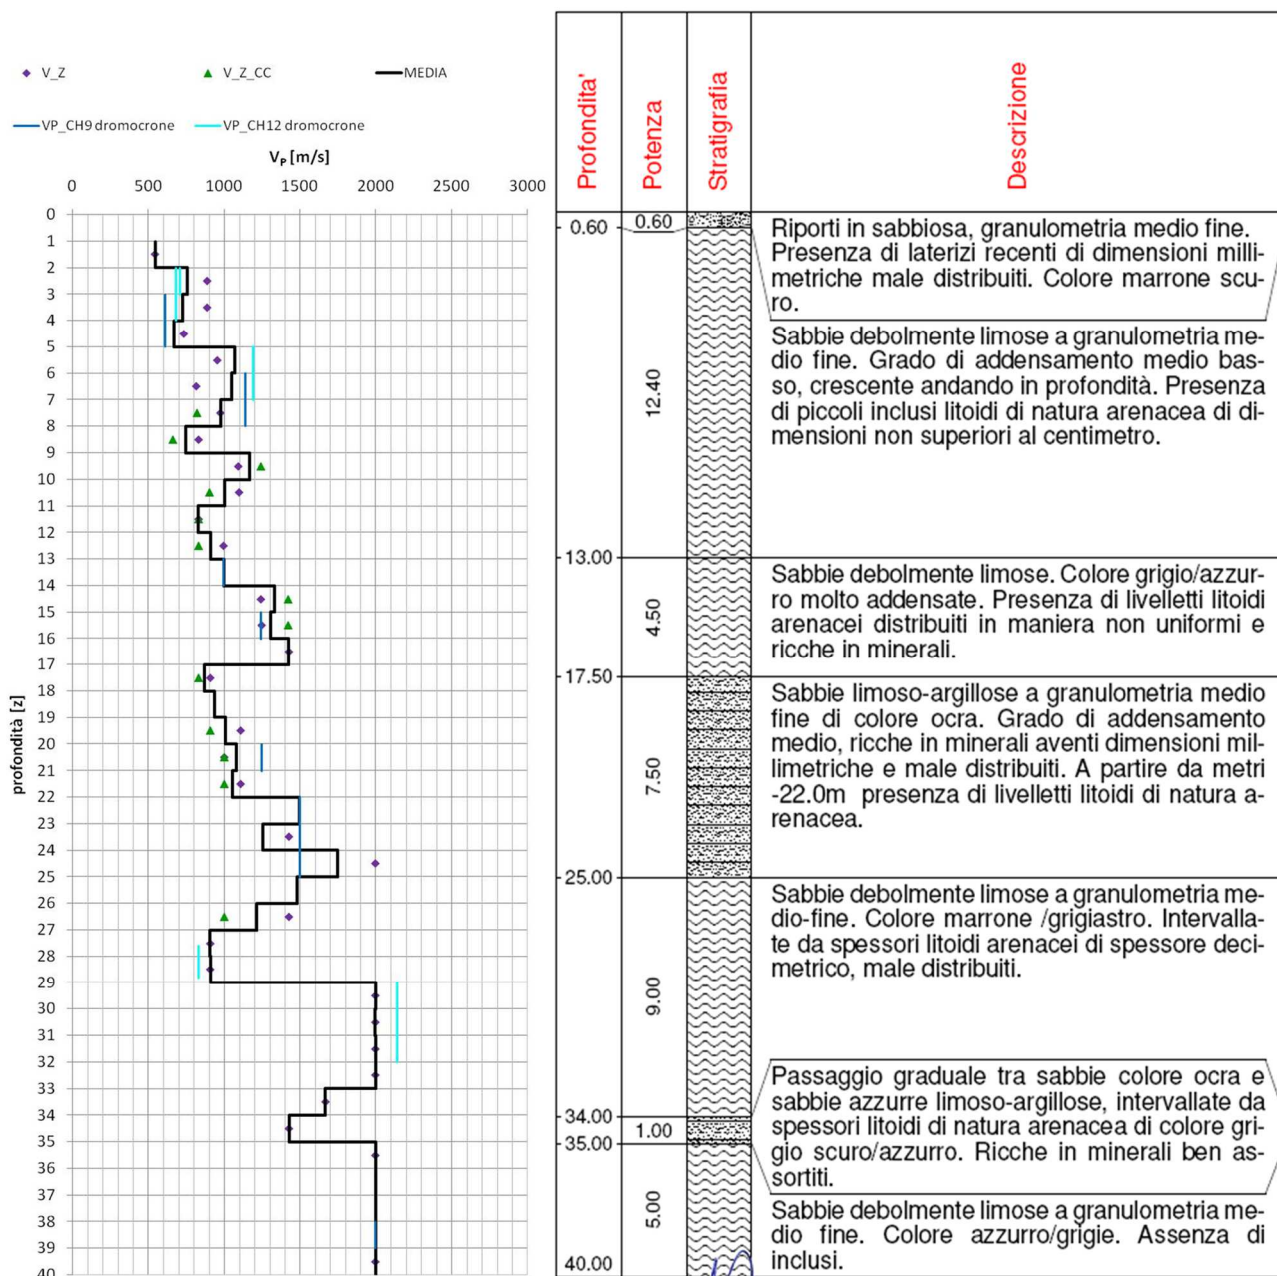 V_Z
V_Z_CC
MEDIA
VP_CH9 dromocrone
VP_CH12 dromocrone
VP [m/s]
0 500 1000 1500 2000 2500 3000
profondità [z]
0
1
2
3
4
5
6
7
8
9
10
11
12
13
14
15
16
17
18
19
20
21
22
23
24
25
26
27
28
29
30
31
32
33
34
35
36
37
38
39
40
Profondita'
Potenza
Stratigrafia
Descrizione
0.60
0.60
Riporti in sabbiosa, granulometria medio fine.
Presenza di laterizi recenti di dimensioni milli-
metriche male distribuiti. Colore marrone scu-
ro.
12.40
Sabbie debolmente limose a granulometria me-
dio fine. Grado di addensamento medio bas-
so, crescente andando in profondità. Presenza
di piccoli inclusi litoidi di natura arenacea di di-
mensioni non superiori al centimetro.
13.00
4.50
Sabbie debolmente limose. Colore grigio/azzur-
ro molto addensate. Presenza di livelletti litoidi
arenacei distribuiti in maniera non uniformi e
ricche in minerali.
17.50
7.50
Sabbie limoso-argillose a granulometria medio
fine di colore ocra. Grado di addensamento
medio, ricche in minerali aventi dimensioni mil-
limetriche e male distribuiti. A partire da metri
-22.0m presenza di livelletti litoidi di natura a-
renacea.
25.00
9.00
Sabbie debolmente limose a granulometria me-
dio-fine. Colore marrone /grigiastro. Intervalla-
te da spessori litoidi arenacei di spessore deci-
metrico, male distribuiti.
34.00
1.00
35.00
Passaggio graduale tra sabbie colore ocra e
sabbie azzurre limoso-argillose, intervallate da
spessori litoidi di natura arenacea di colore gri-
gio scuro/azzurro. Ricche in minerali ben as-
sortiti.
5.00
Sabbie debolmente limose a granulometria me-
dio fine. Colore azzurro/grigie. Assenza di
inclusi.
40.00